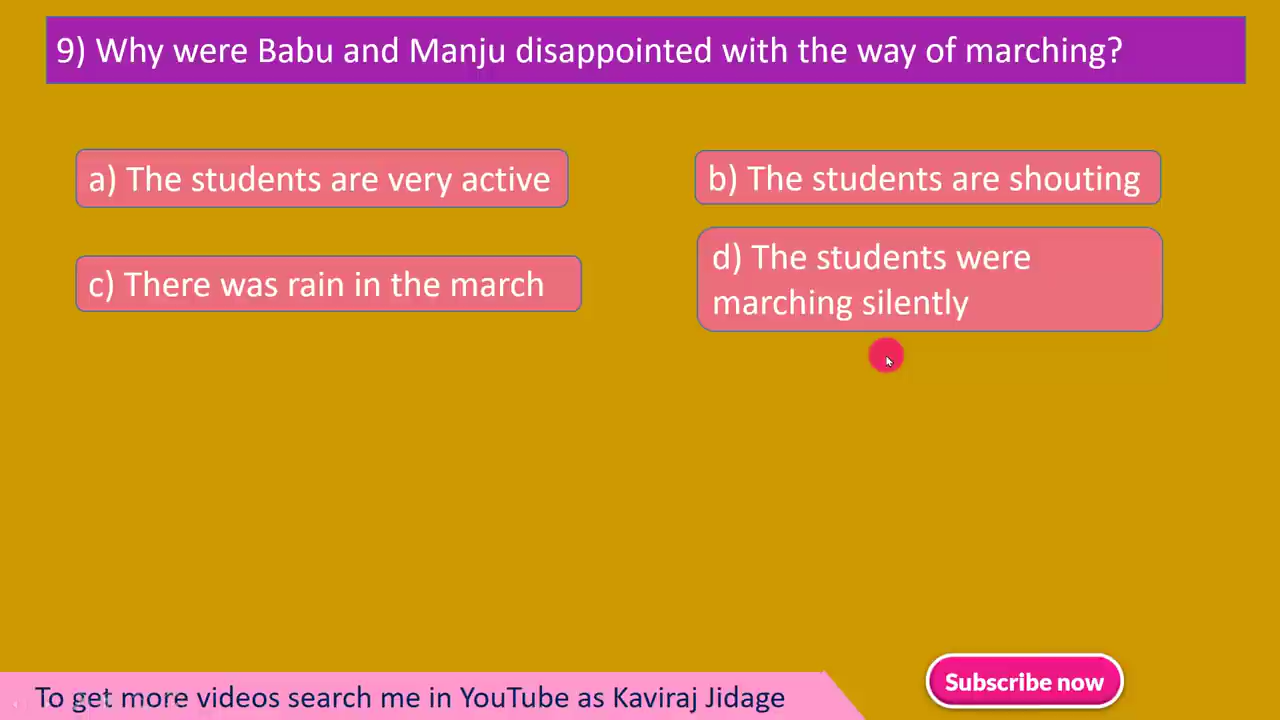 9) Why were Babu and Manju disappointed with the way of marching?
a) The students are very active
b) The students are shouting
c) There was rain in the march
d) The students were
marching silently
To get more videos search me in YouTube as Kaviraj Jidage
Subscribe now